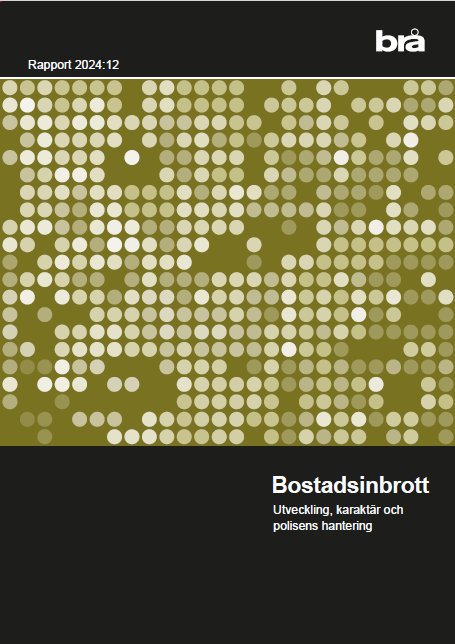 brå
Rapport 2024:12
Bostadsinbrott
Utveckling, karaktär och
polisens hantering